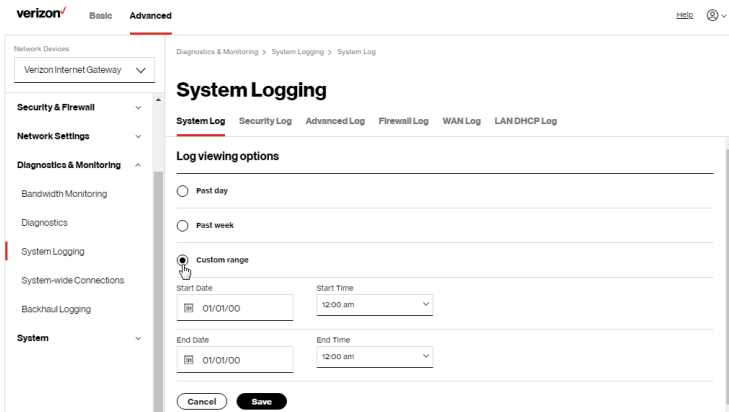 verizon
Basic
Advanced
Help
Network Devices
Verizon Internet Gateway
Security & Firewall
Network Settings
Diagnostics & Monitoring
Bandwidth Monitoring
Diagnostics
System Logging
System-wide Connections
Backhaul Logging
System
Diagnostics & Monitoring > System Logging > System Log
System Logging
System Log Security Log Advanced Log Firewall Log WAN Log LAN DHCP Log
Log viewing options
Past day
Past week
Custom range
Start Date Start Time
01/01/00 12:00 am
End Date End Time
01/01/00 12:00 am
Cancel Save